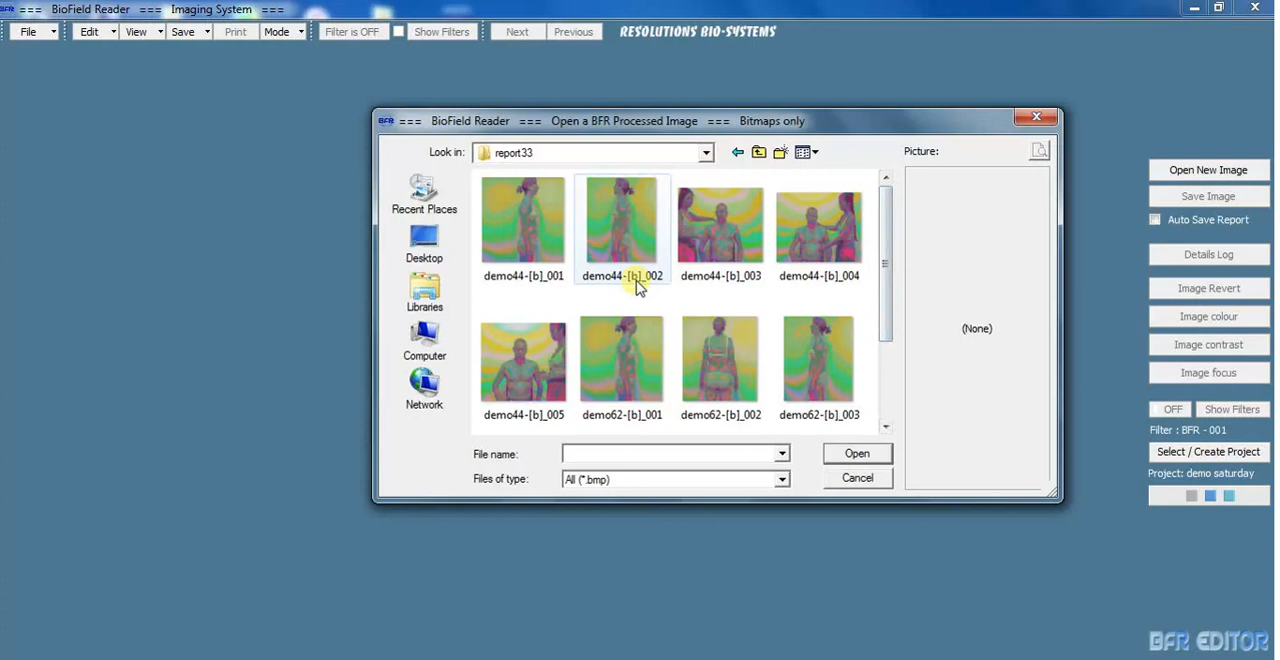 BFR === BioField Reader === Imaging System ===
File Edit View Save Print Mode Filter is OFF Show Filters Next Previous RESOLUTIONS BIO-SYSTEMS
BFR === BioField Reader === Open a BFR Processed Image === Bitmaps only
Look in: report33 Picture:
Recent Places
Desktop
Libraries
Computer
Network
demo44-[b]_001 demo44-[b]_002 demo44-[b]_003 demo44-[b]_004
demo44-[b]_005 demo62-[b]_001 demo62-[b]_002 demo62-[b]_003
File name: Open
Files of type: All (*.bmp) Cancel
(None)
Open New Image
Save Image
Auto Save Report
Details Log
Image Revert
Image colour
Image contrast
Image focus
OFF Show Filters
Filter : BFR - 001
Select / Create Project
Project: demo saturday
BFR EDITOR